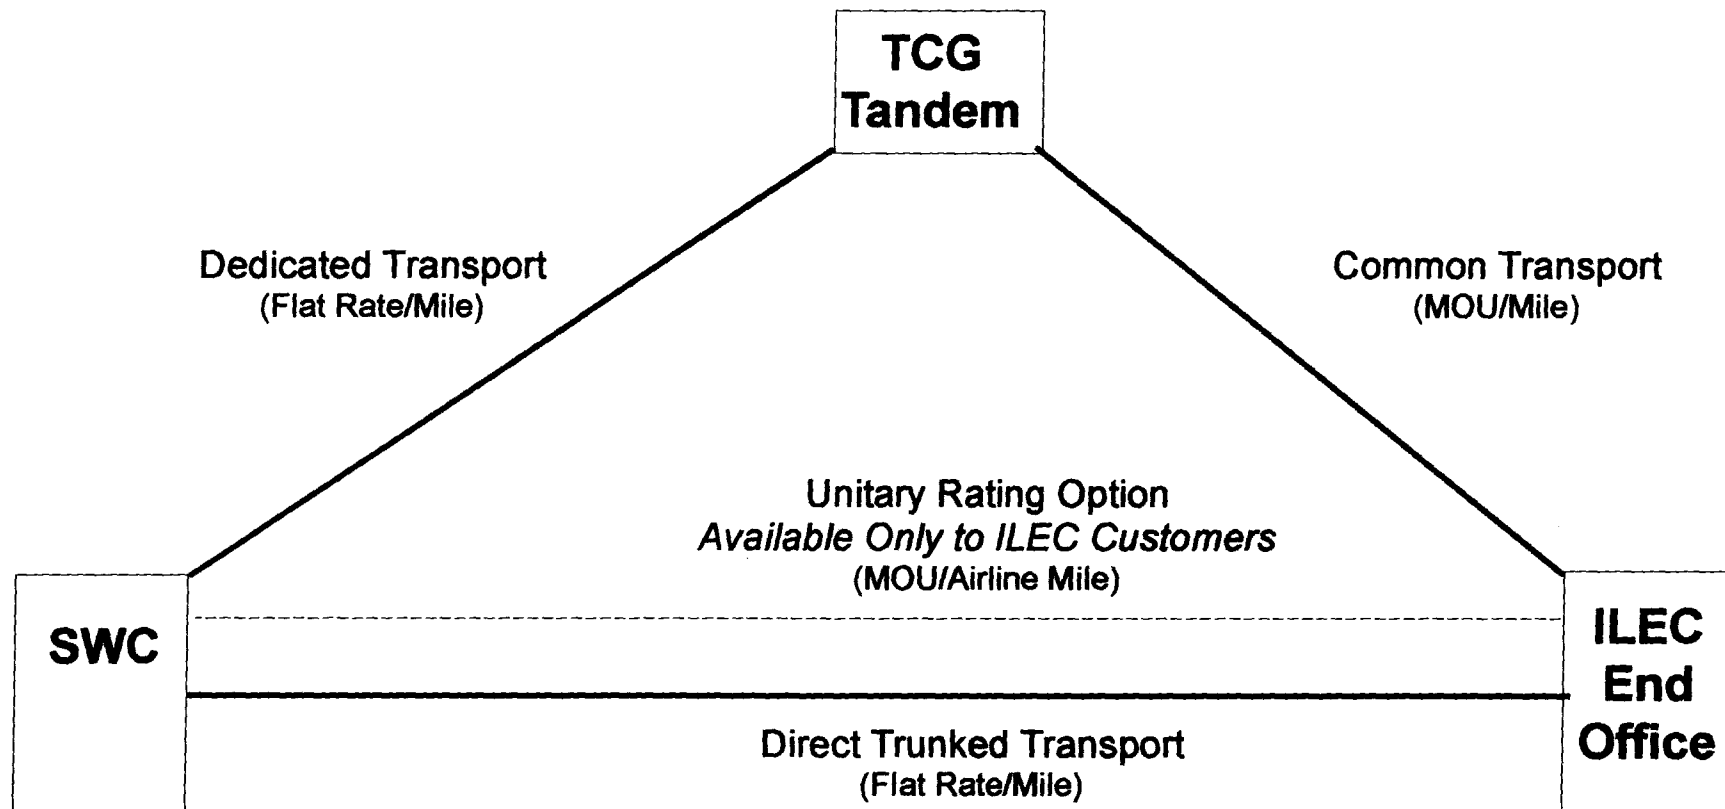 TCG
Tandem
Dedicated Transport
(Flat Rate/Mile)
Common Transport
(MOU/Mile)
Unitary Rating Option
Available Only to ILEC Customers
(MOU/Airline Mile)
SWC
ILEC
End
Office
Direct Trunked Transport
(Flat Rate/Mile)